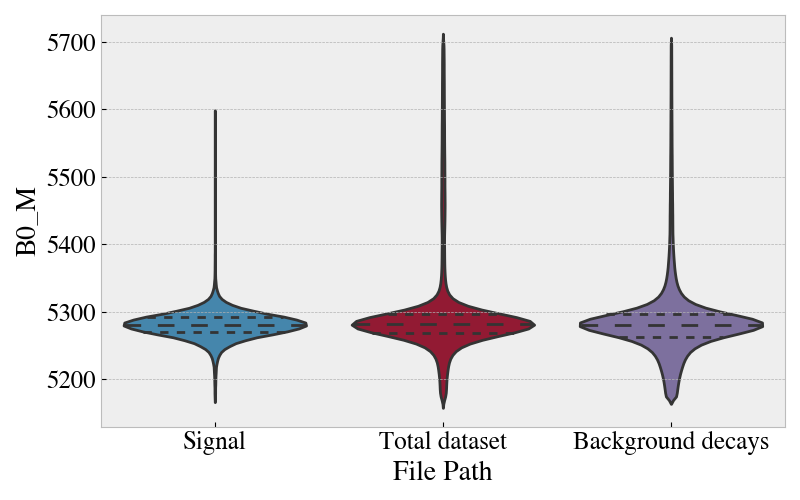 B0_M
5700
5600
5500
5400
5300
5200
Signal
Total dataset
Background decays
File Path